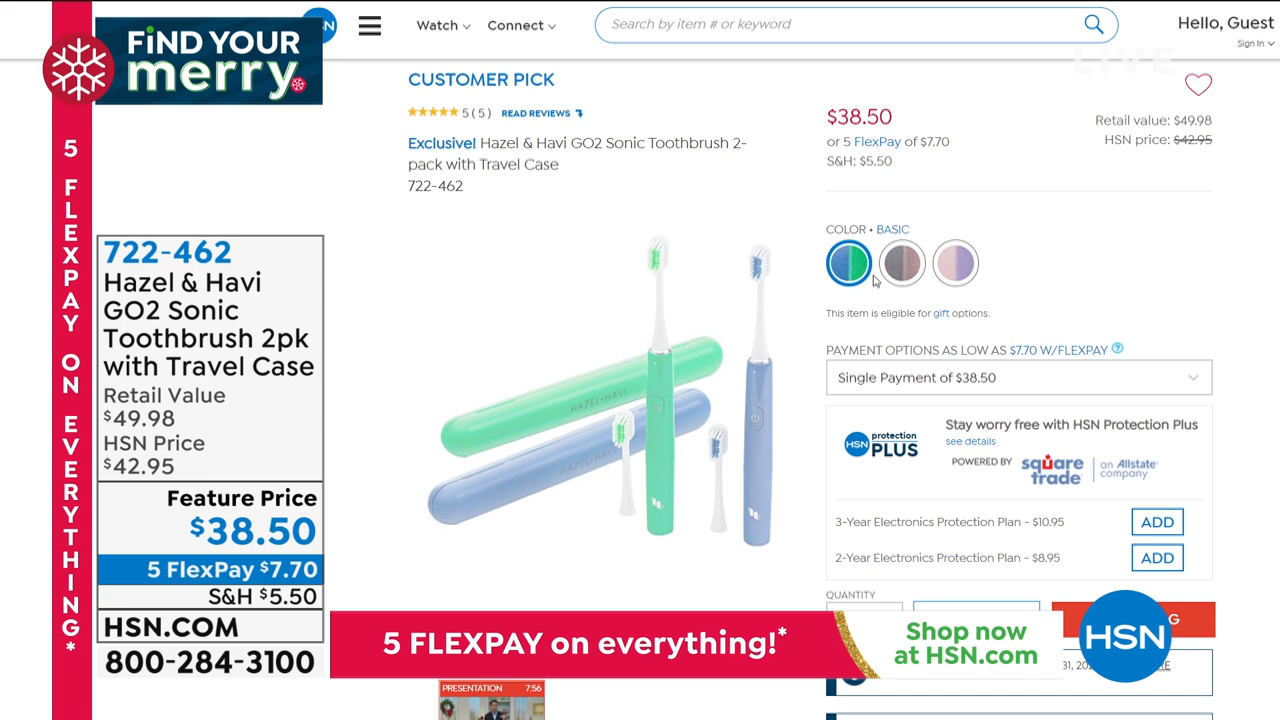 FiND YOUR
merry.
5 FLEXPAY ON EVERYTHING*
722-462
Hazel & Havi
GO2 Sonic
Toothbrush 2pk
with Travel Case
Retail Value
$49.98
HSN Price
$42.95
Feature Price
$38.50
5 FlexPay $7.70
S&H $5.50
HSN.COM
800-284-3100
Watch
Connect
Search by item # or keyword
Hello, Guest
Sign In
LIVE
CUSTOMER PICK
5 ( 5 ) READ REVIEWS
Exclusive! Hazel & Havi GO2 Sonic Toothbrush 2-
pack with Travel Case
722-462
HAZEL+HAVI
HAZEL+HAVI
$38.50
or 5 FlexPay of $7.70
S&H: $5.50
Retail value: $49.98
HSN price: $42.95
COLOR • BASIC
This item is eligible for gift options.
PAYMENT OPTIONS AS LOW AS $7.70 W/FLEXPAY ?
Single Payment of $38.50
HSN protection PLUS
Stay worry free with HSN Protection Plus
see details
POWERED BY square trade | an Allstate company
3-Year Electronics Protection Plan - $10.95
ADD
2-Year Electronics Protection Plan - $8.95
ADD
QUANTITY
5 FLEXPAY on everything!*
Shop now
at HSN.com
HSN
PRESENTATION 7:56